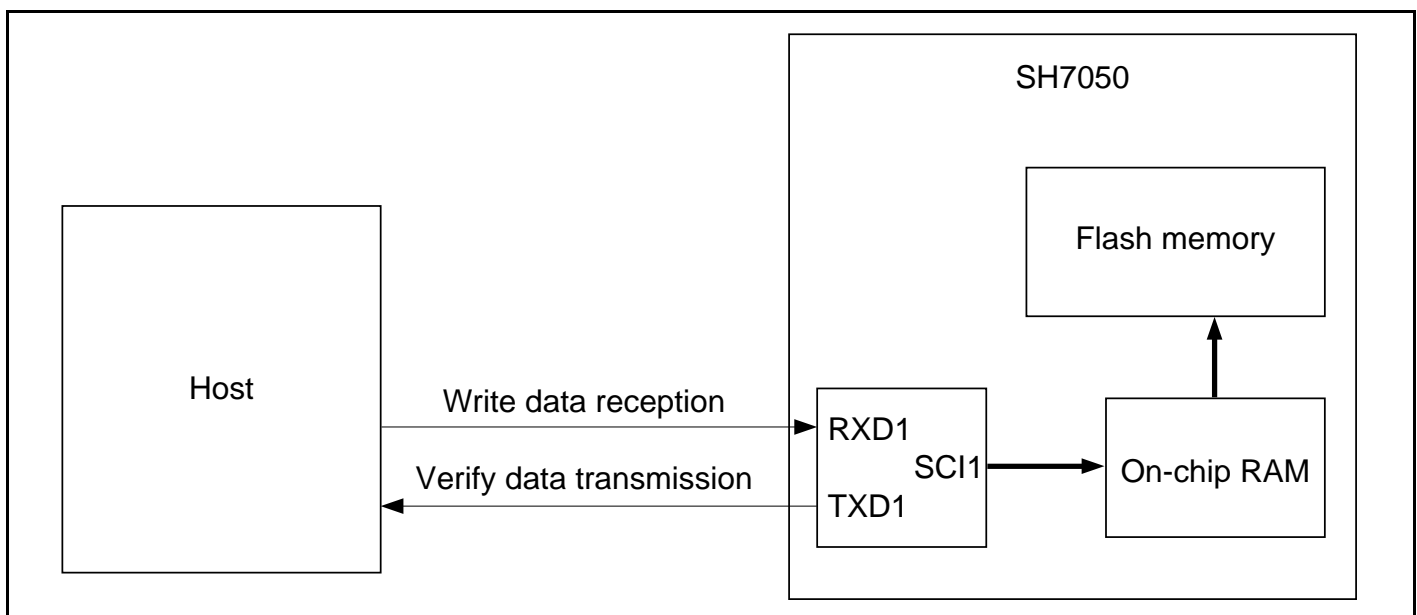 SH7050
Flash memory
Host
Write data reception
RXD1
SCI1
On-chip RAM
Verify data transmission
TXD1